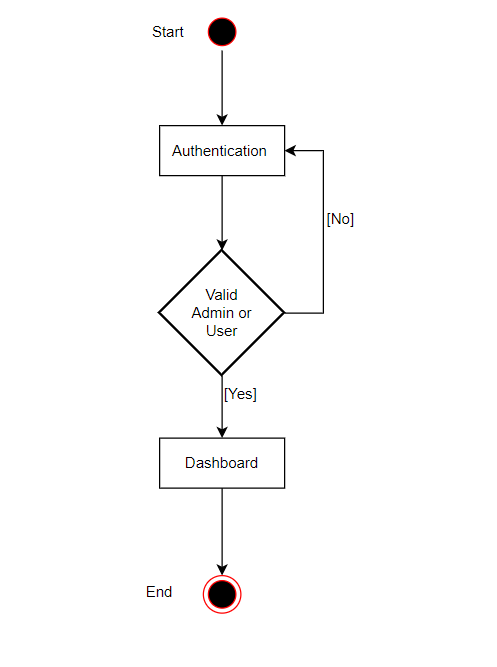 Start
Authentication
[No]
Valid
Admin or
User
[Yes]
Dashboard
End